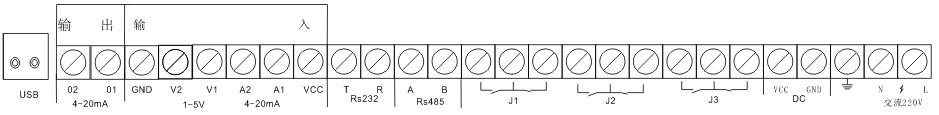 输 出 输 入
02 01 GND V2 V1 A2 A1 VCC T R A B VCC GND N L
USB 4~20mA 1~5V 4~20mA Rs232 Rs485 J1 J2 J3 DC 交流220V